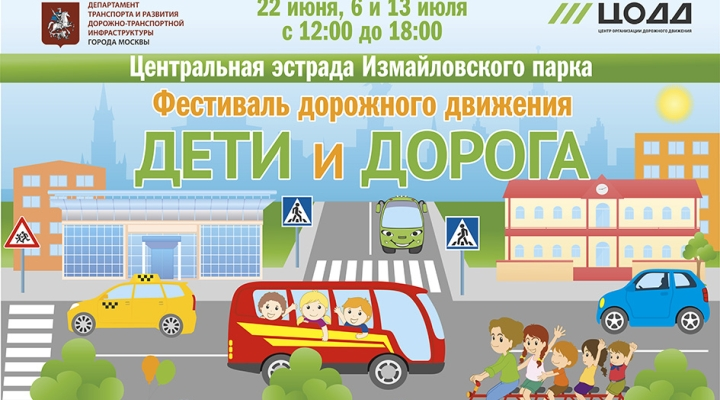 ДЕПАРТАМЕНТ
ТРАНСПОРТА И РАЗВИТИЯ
ДОРОЖНО-ТРАНСПОРТНОЙ
ИНФРАСТРУКТУРЫ
ГОРОДА МОСКВЫ
22 июня, 6 и 13 июля
с 12:00 до 18:00
ЦОДД
ЦЕНТР ОРГАНИЗАЦИИ ДОРОЖНОГО ДВИЖЕНИЯ
Центральная эстрада Измайловского парка
Фестиваль дорожного движения
ДЕТИ и ДОРОГА